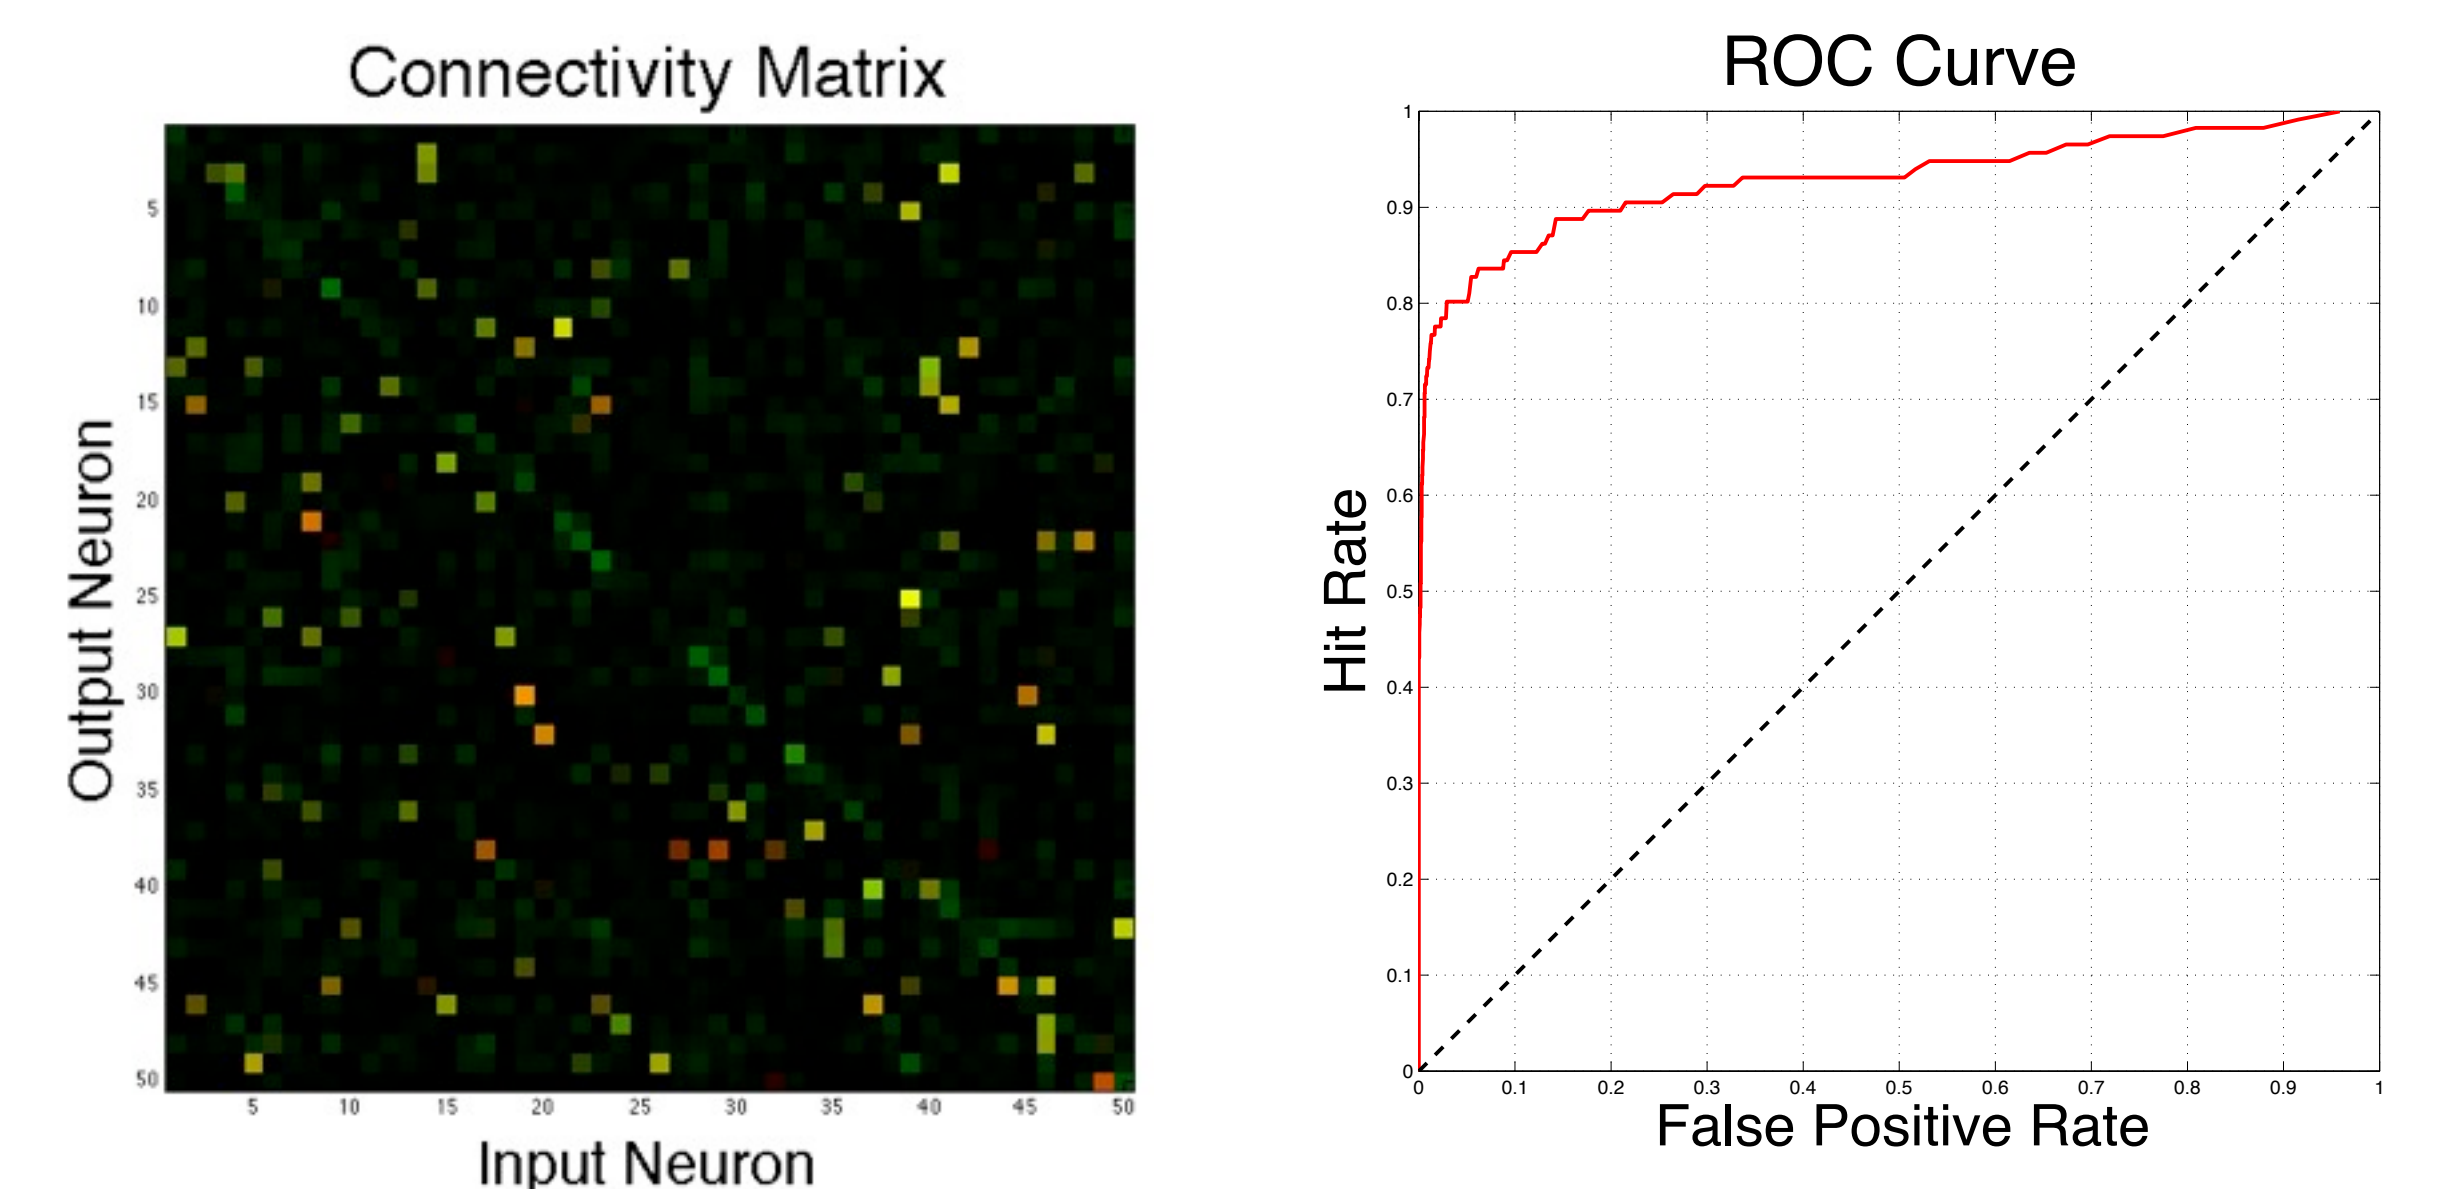 Connectivity Matrix
5
10
15
20
25
30
35
40
45
50
Output Neuron
5 10 15 20 25 30 35 40 45 50
Input Neuron
ROC Curve
1
0.9
0.8
0.7
0.6
0.5
0.4
0.3
0.2
0.1
0
Hit Rate
0 0.1 0.2 0.3 0.4 0.5 0.6 0.7 0.8 0.9 1
False Positive Rate